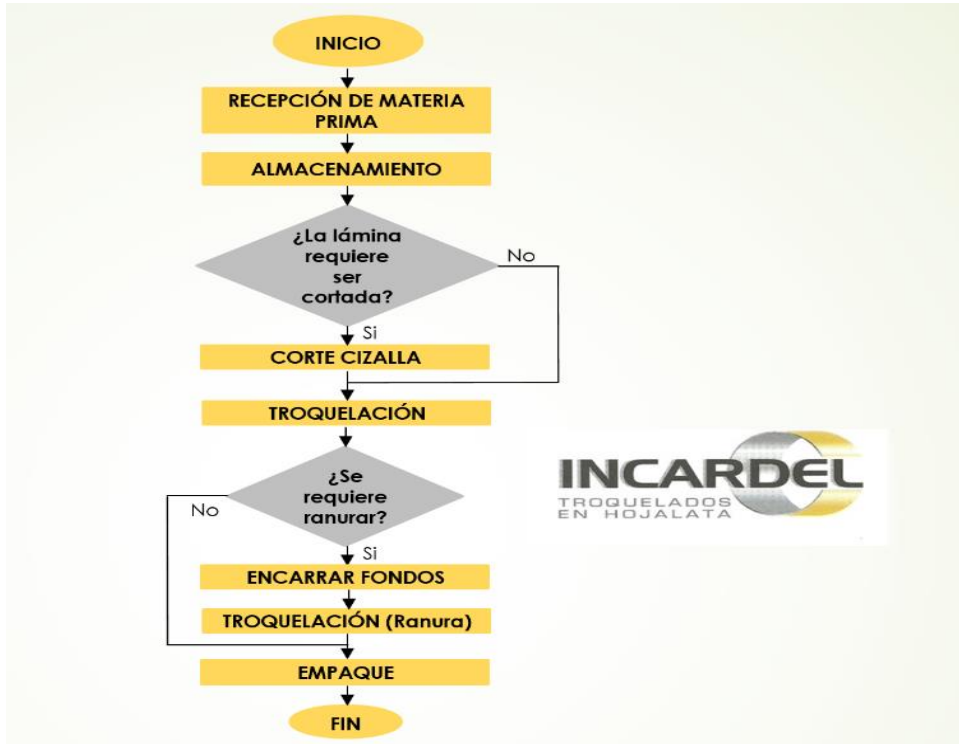 INICIO
RECEPCIÓN DE MATERIA
PRIMA
ALMACENAMIENTO
¿La lámina
requiere
ser
cortada?
No
Si
CORTE CIZALLA
TROQUELACIÓN
¿Se
requiere
ranurar?
No
Si
ENCARRAR FONDOS
TROQUELACIÓN (Ranura)
EMPAQUE
FIN
INCARDEL
TROQUELADOS
EN HOJALATA